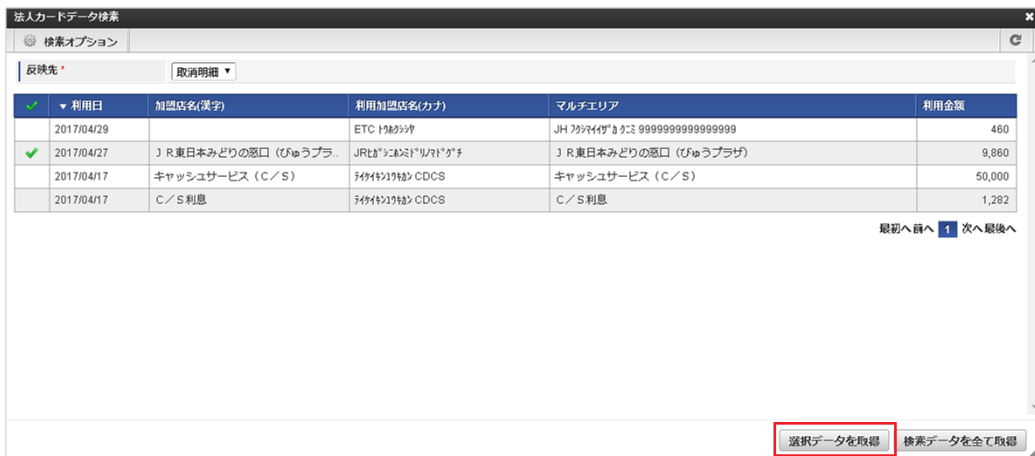 法人カードデータ検索
検索オプション
反映先* 取消明細 ▼
▼ 利用日 加盟店名(漢字) 利用加盟店名(カナ) マルチエリア 利用金額
2017/04/29 ETC ﾄｳﾎｸｼｼﾔ JH ﾌｸｼﾏｲｲｻﾞｶ ｸﾆﾐ 9999999999999999 460
2017/04/27 ＪＲ東日本みどりの窓口（びゅうプラ.. JRﾋｶﾞｼﾆﾎﾝﾐﾄﾞﾘﾉﾏﾄﾞｸﾞﾁ ＪＲ東日本みどりの窓口（びゅうプラザ） 9,860
2017/04/17 キャッシュサービス（Ｃ／Ｓ） ﾃｲｹｲｷﾝﾕｳｷｶﾝ CDCS キャッシュサービス（Ｃ／Ｓ） 50,000
2017/04/17 Ｃ／Ｓ利息 ﾃｲｹｲｷﾝﾕｳｷｶﾝ CDCS Ｃ／Ｓ利息 1,282
最初へ 前へ 1 次へ 最後へ
選択データを取得 検索データを全て取得